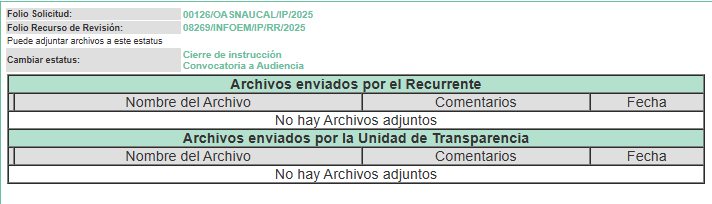 Folio Solicitud: 00126/OASNAUCAL/IP/2025
Folio Recurso de Revisión: 08269/INFOEM/IP/RR/2025
Puede adjuntar archivos a este estatus
Cambiar estatus: Cierre de instrucción
Convocatoria a Audiencia
Archivos enviados por el Recurrente
Nombre del Archivo Comentarios Fecha
No hay Archivos adjuntos
Archivos enviados por la Unidad de Transparencia
Nombre del Archivo Comentarios Fecha
No hay Archivos adjuntos